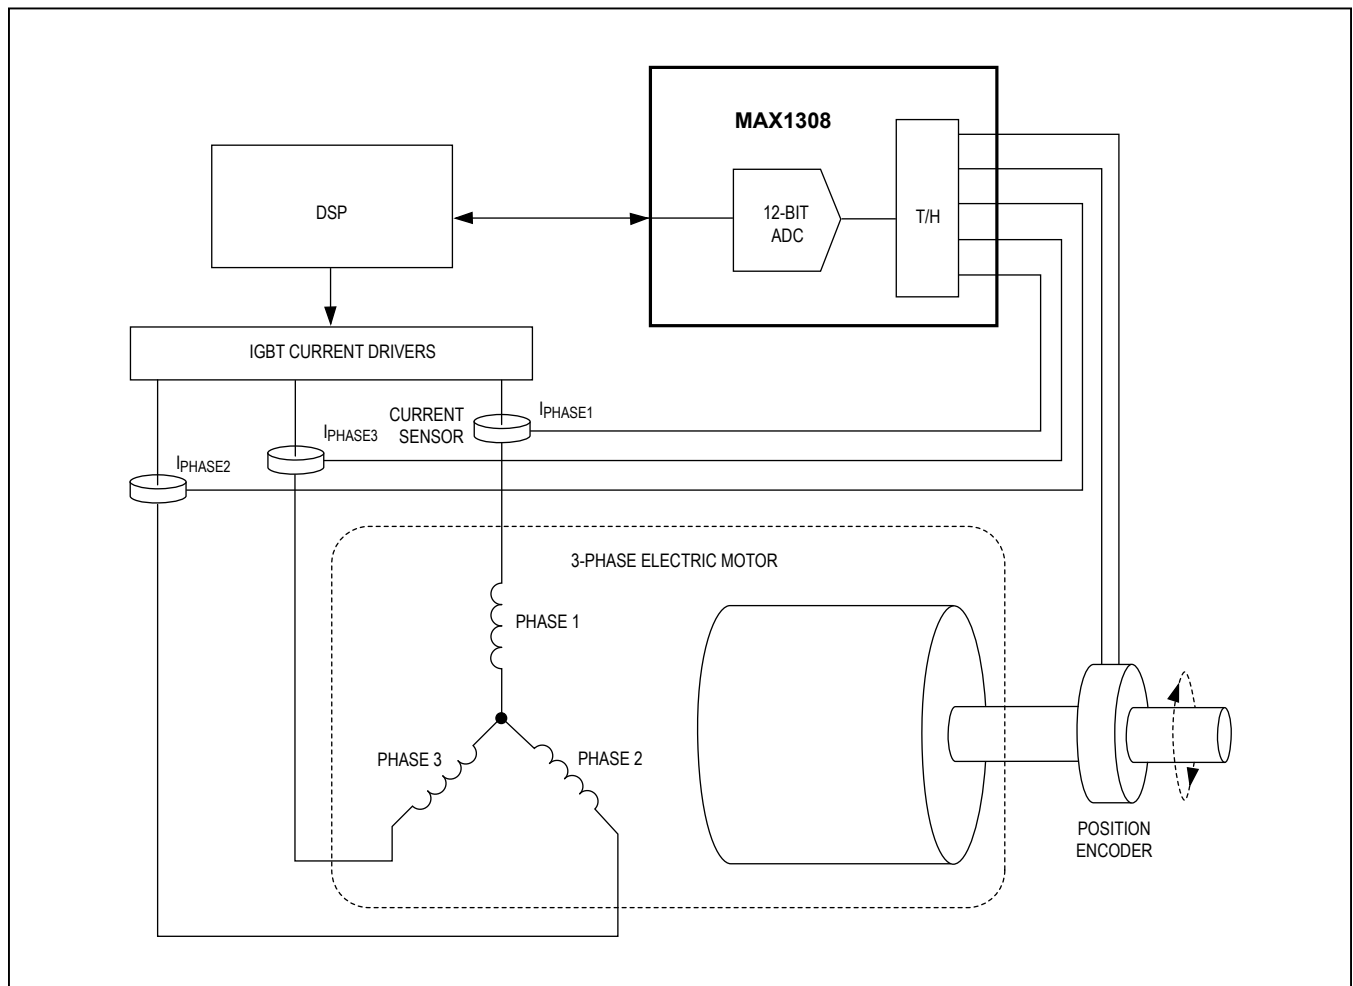 MAX1308
DSP
12-BIT
ADC
T/H
IGBT CURRENT DRIVERS
CURRENT
SENSOR
IPHASE1
IPHASE3
IPHASE2
3-PHASE ELECTRIC MOTOR
PHASE 1
PHASE 3
PHASE 2
POSITION
ENCODER